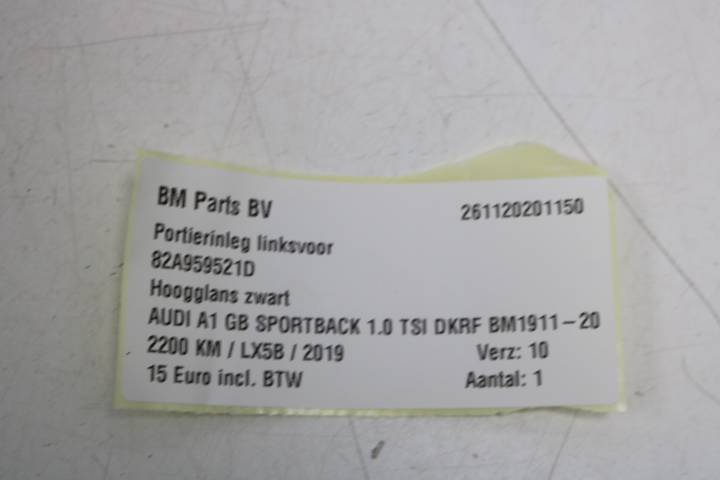 BM Parts BV 261120201150
Portierinleg linksvoor
82A959521D
Hoogglans zwart
AUDI A1 GB SPORTBACK 1.0 TSI DKRF BM1911-20
2200 KM / LX5B / 2019 Verz: 10
15 Euro incl. BTW Aantal: 1